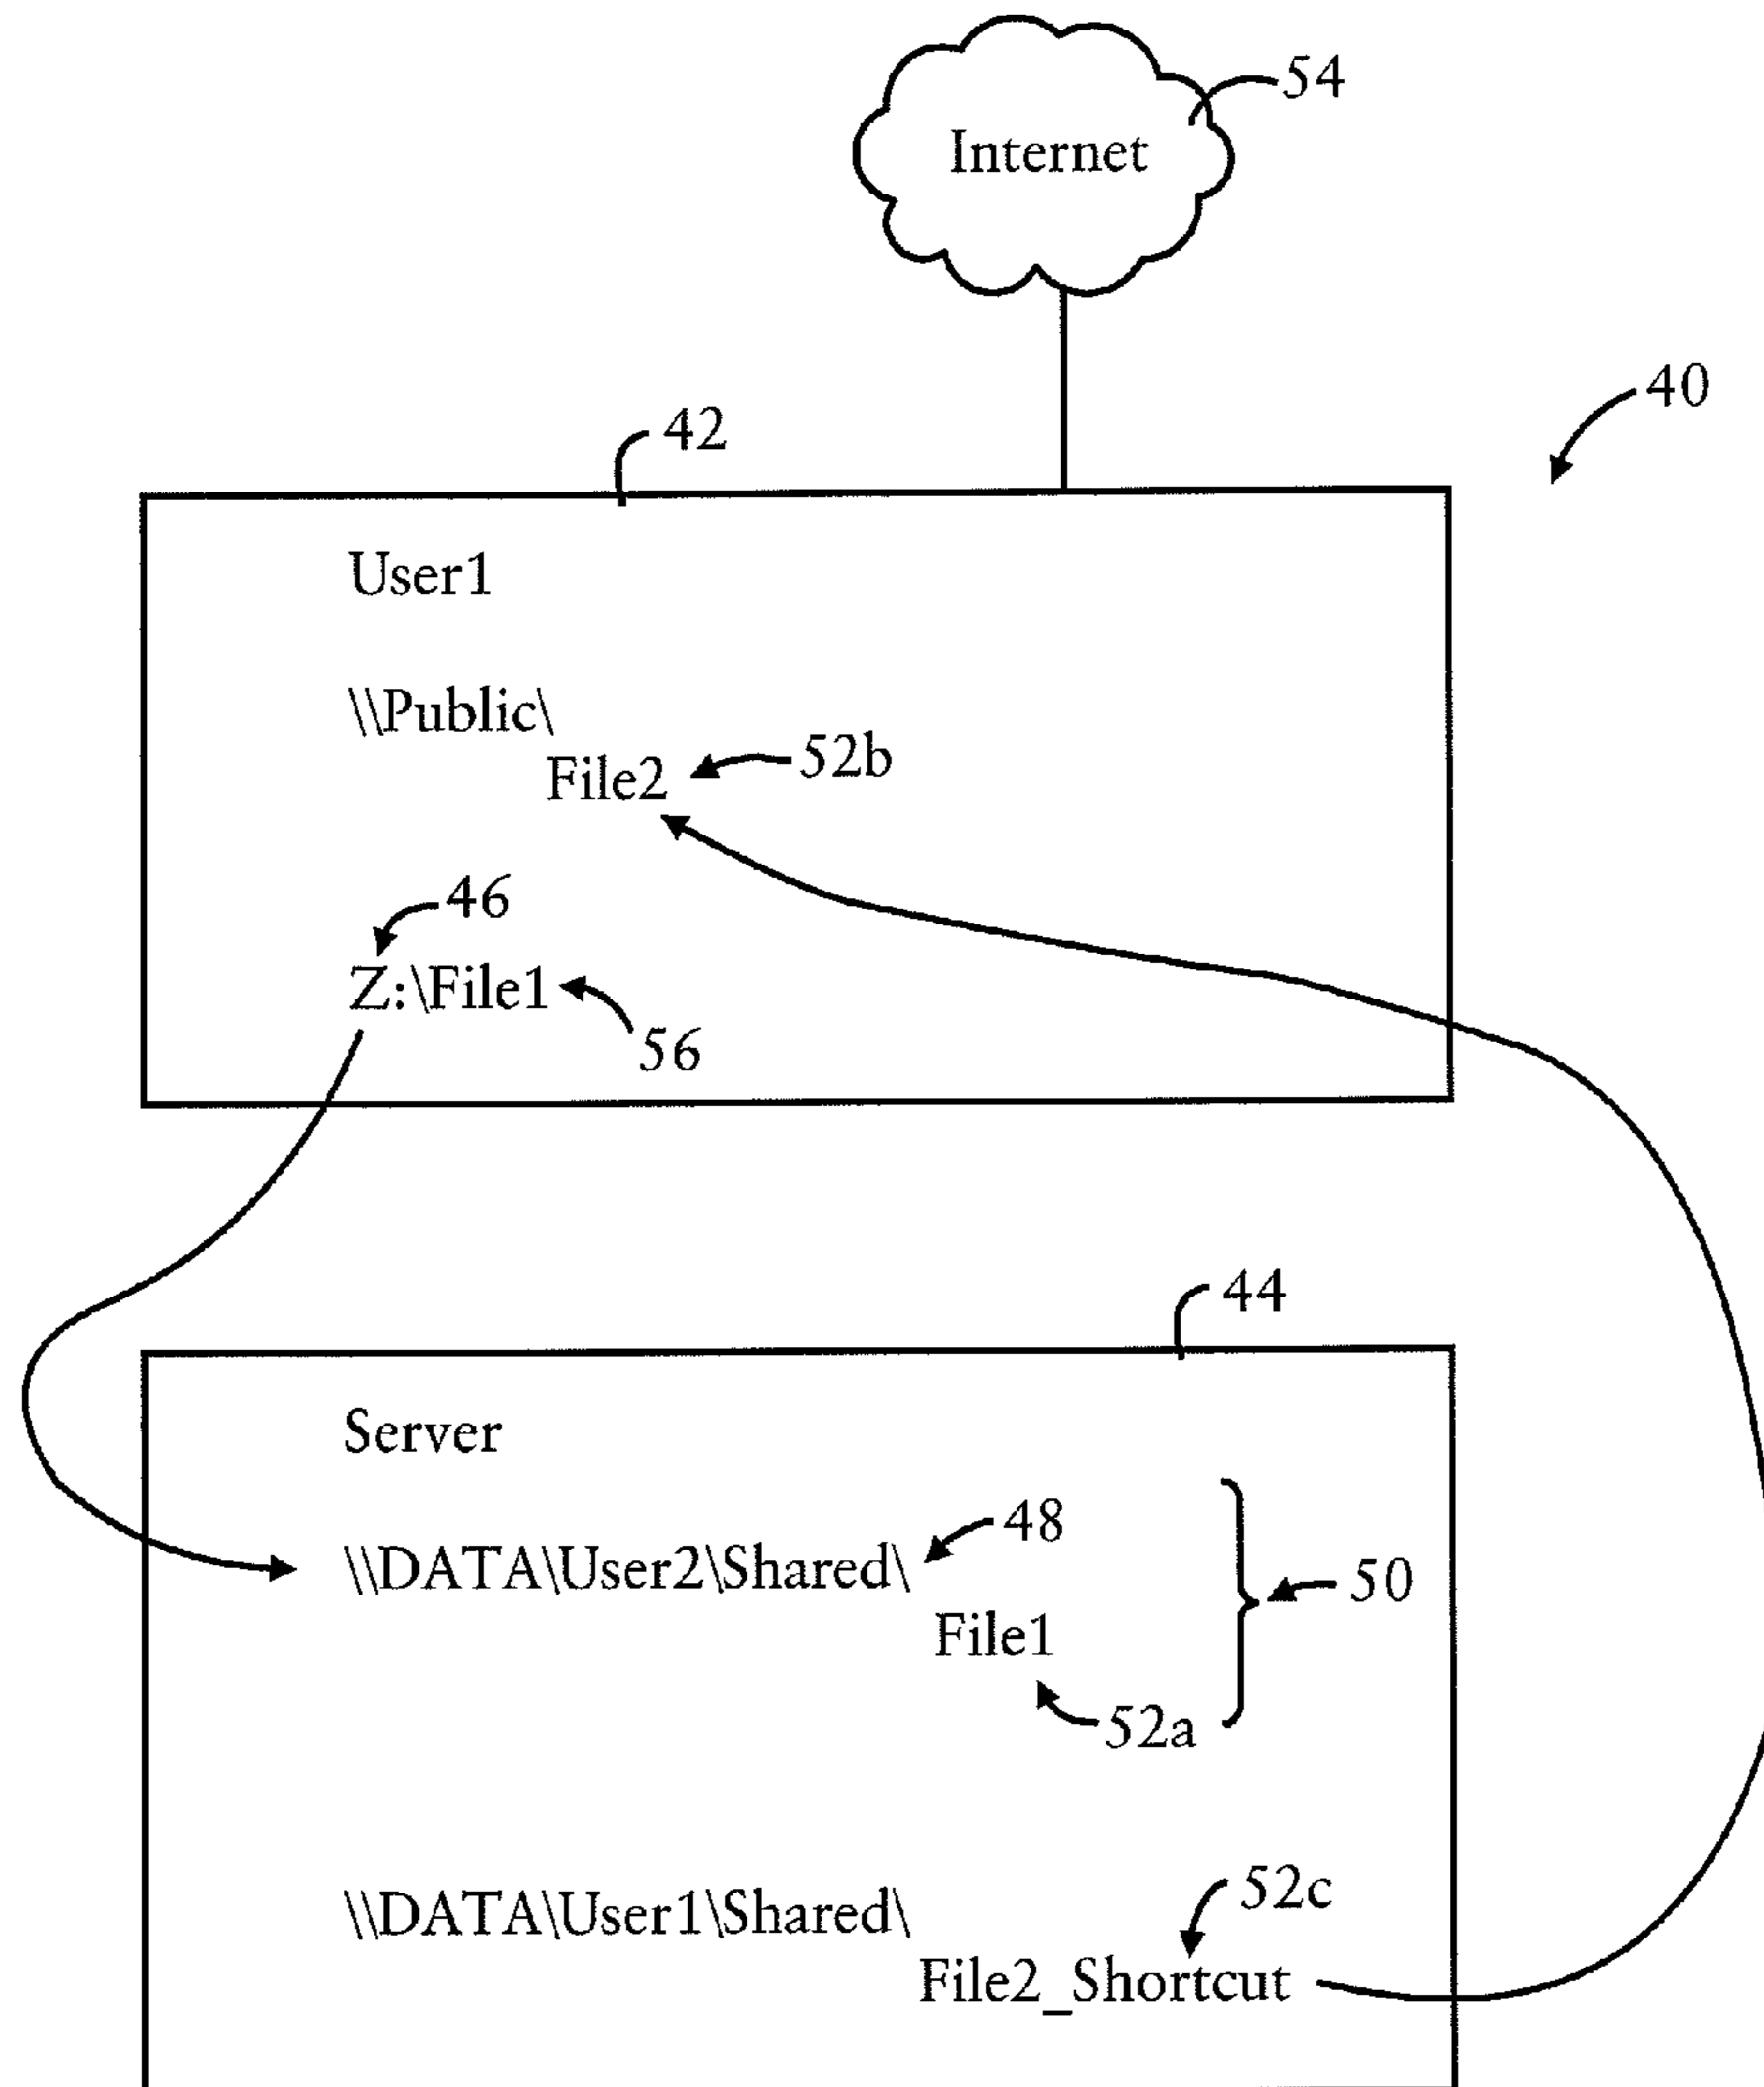 54
Internet
40
42
User1
\\Public\
File2
52b
46
Z:\File1
56
44
Server
48
\\DATA\User2\Shared\
50
File1
52a
52c
\\DATA\User1\Shared\
File2_Shortcut